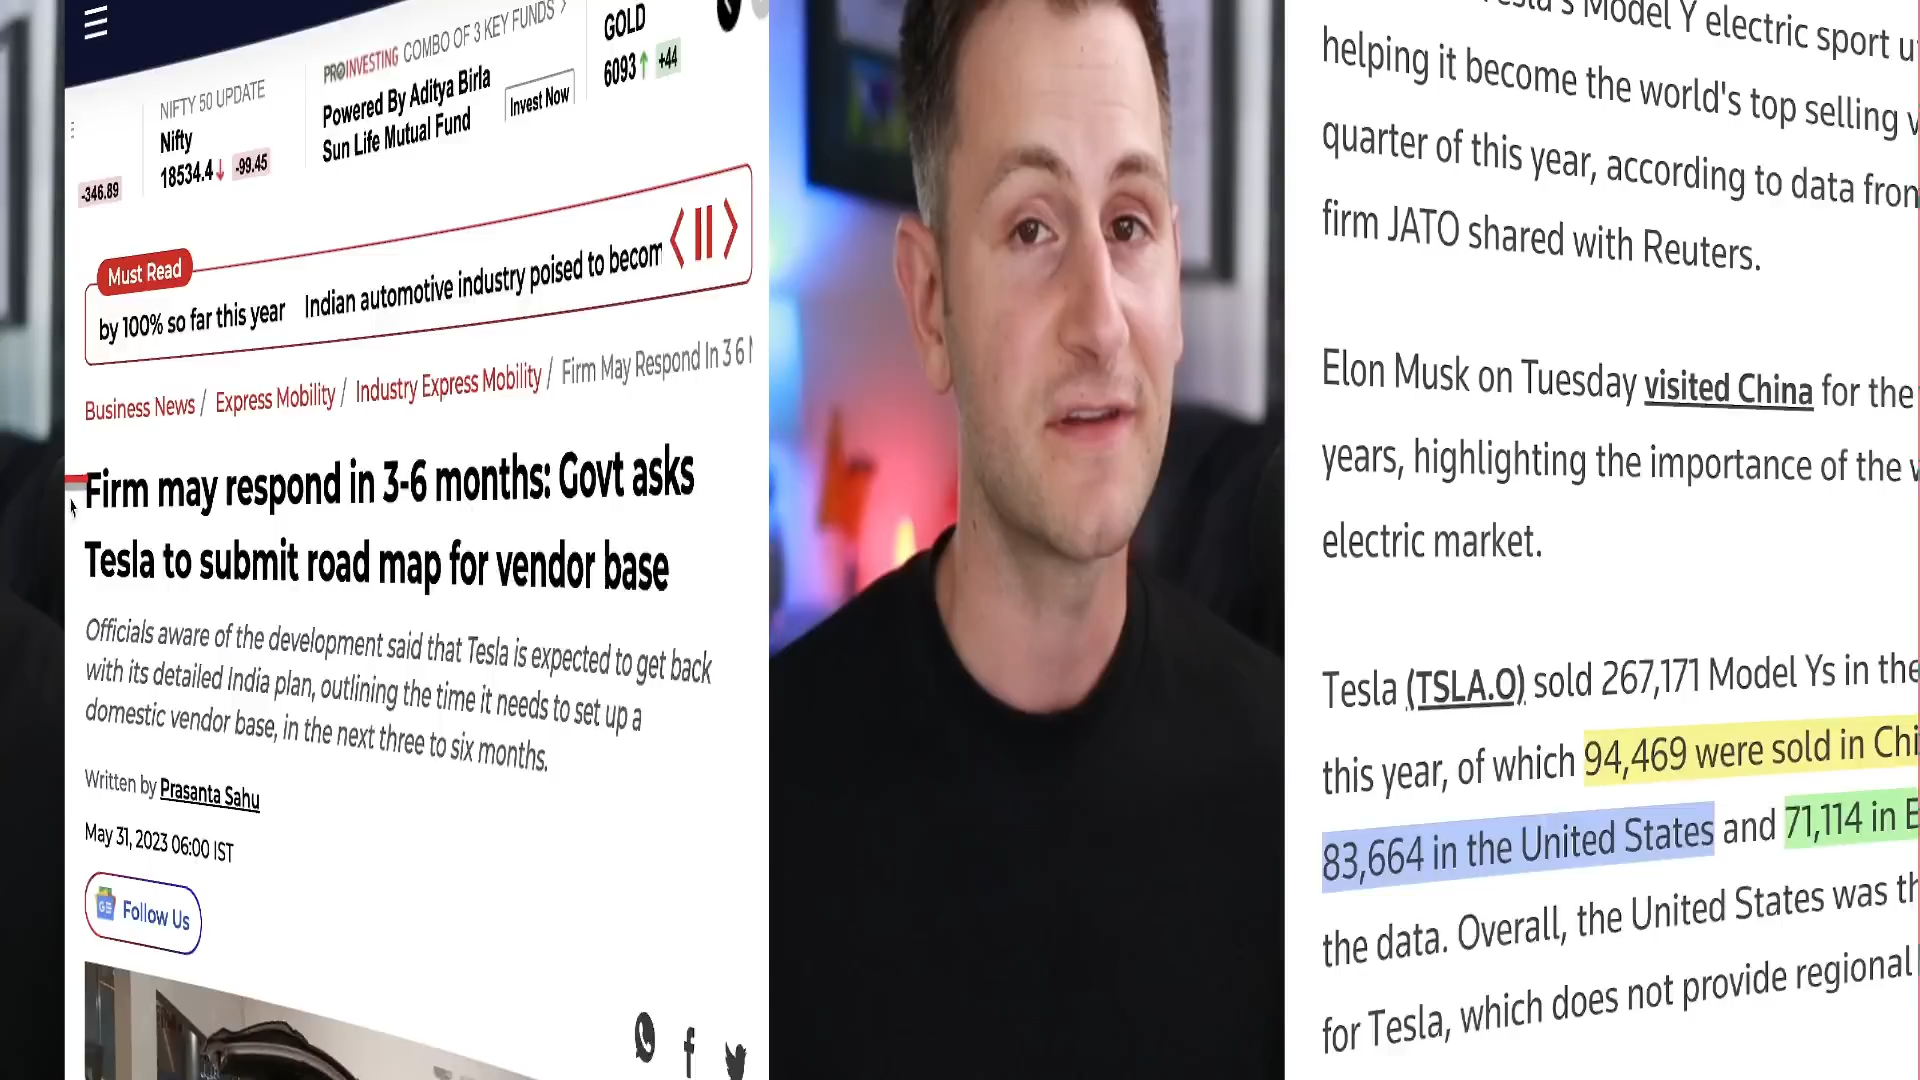 -346.89
NIFTY 50 UPDATE
Nifty
18534.4 -99.45
PROINVESTING COMBO OF 3 KEY FUNDS
Powered By Aditya Birla
Sun Life Mutual Fund
Invest Now
GOLD
6093 +44
Must Read
by 100% so far this year Indian automotive industry poised to becom
Business News / Express Mobility / Industry Express Mobility / Firm May Respond In 3 6
Firm may respond in 3-6 months: Govt asks
Tesla to submit road map for vendor base
Officials aware of the development said that Tesla is expected to get back
with its detailed India plan, outlining the time it needs to set up a
domestic vendor base, in the next three to six months.
Written by Prasanta Sahu
May 31, 2023 06:00 IST
GE Follow Us
Model Y electric sport u
helping it become the world's top selling v
quarter of this year, according to data from
firm JATO shared with Reuters.
Elon Musk on Tuesday visited China for the
years, highlighting the importance of the
electric market.
Tesla (TSLA.O) sold 267,171 Model Ys in the
this year, of which 94,469 were sold in Chi
83,664 in the United States and 71,114 in E
the data. Overall, the United States was th
for Tesla, which does not provide regional